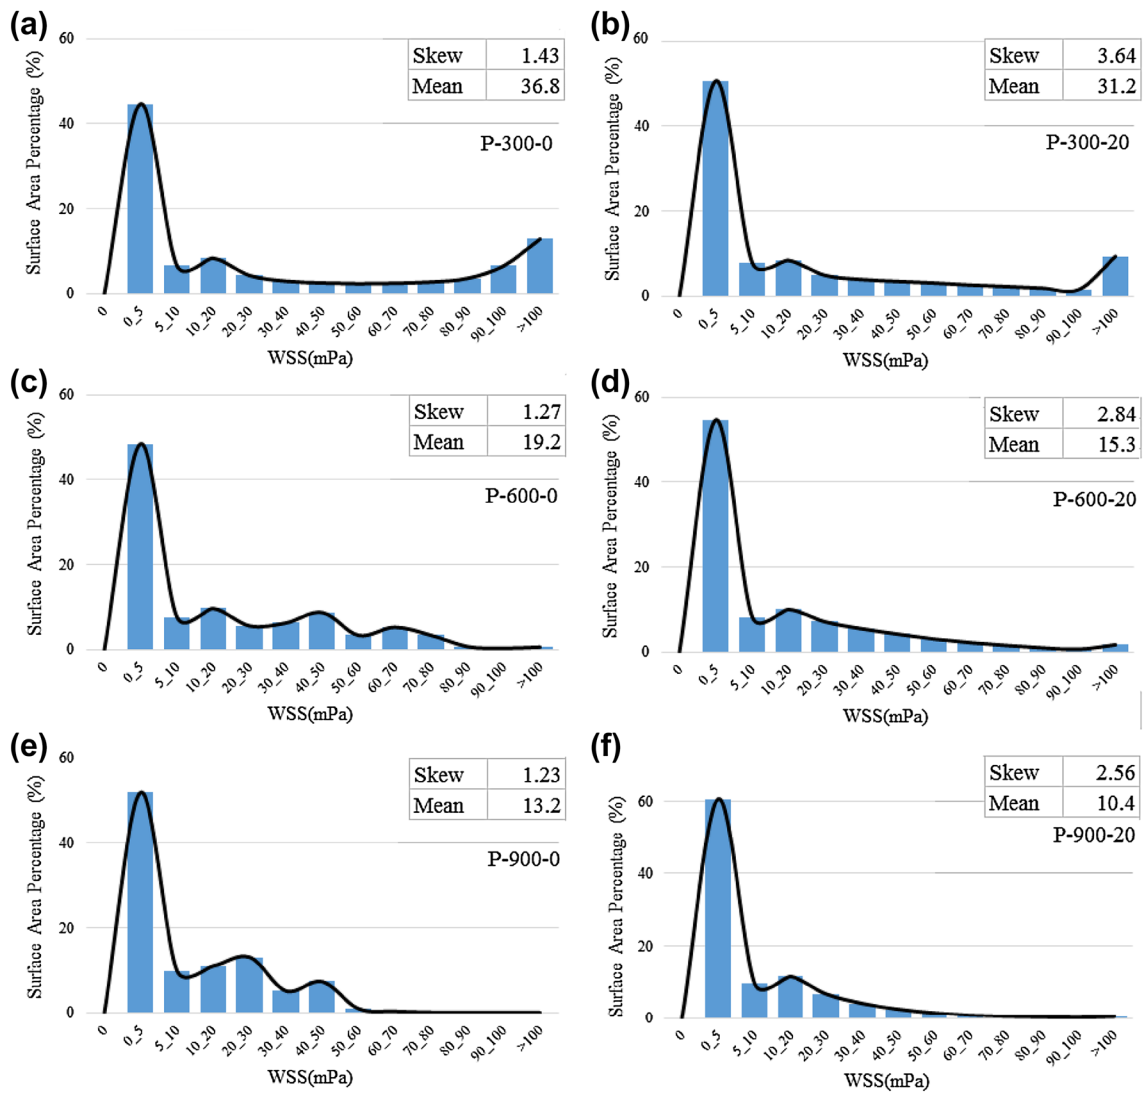 (a)
Surface Area Percentage (%)
60
40
20
0
Skew 1.43
Mean 36.8
P-300-0
0 0_5 5_10 10_20 20_30 30_40 40_50 50_60 60_70 70_80 80_90 90_100 >100
WSS(mPa)
(b)
Surface Area Percentage (%)
60
40
20
0
Skew 3.64
Mean 31.2
P-300-20
0 0_5 5_10 10_20 20_30 30_40 40_50 50_60 60_70 70_80 80_90 90_100 >100
WSS(mPa)
(c)
Surface Area Percentage (%)
60
40
20
0
Skew 1.27
Mean 19.2
P-600-0
0 0_5 5_10 10_20 20_30 30_40 40_50 50_60 60_70 70_80 80_90 90_100 >100
WSS(mPa)
(d)
Surface Area Percentage (%)
60
40
20
0
Skew 2.84
Mean 15.3
P-600-20
0 0_5 5_10 10_20 20_30 30_40 40_50 50_60 60_70 70_80 80_90 90_100 >100
WSS(mPa)
(e)
Surface Area Percentage (%)
60
40
20
0
Skew 1.23
Mean 13.2
P-900-0
0 0_5 5_10 10_20 20_30 30_40 40_50 50_60 60_70 70_80 80_90 90_100 >100
WSS(mPa)
(f)
Surface Area Percentage (%)
60
40
20
0
Skew 2.56
Mean 10.4
P-900-20
0 0_5 5_10 10_20 20_30 30_40 40_50 50_60 60_70 70_80 80_90 90_100 >100
WSS(mPa)